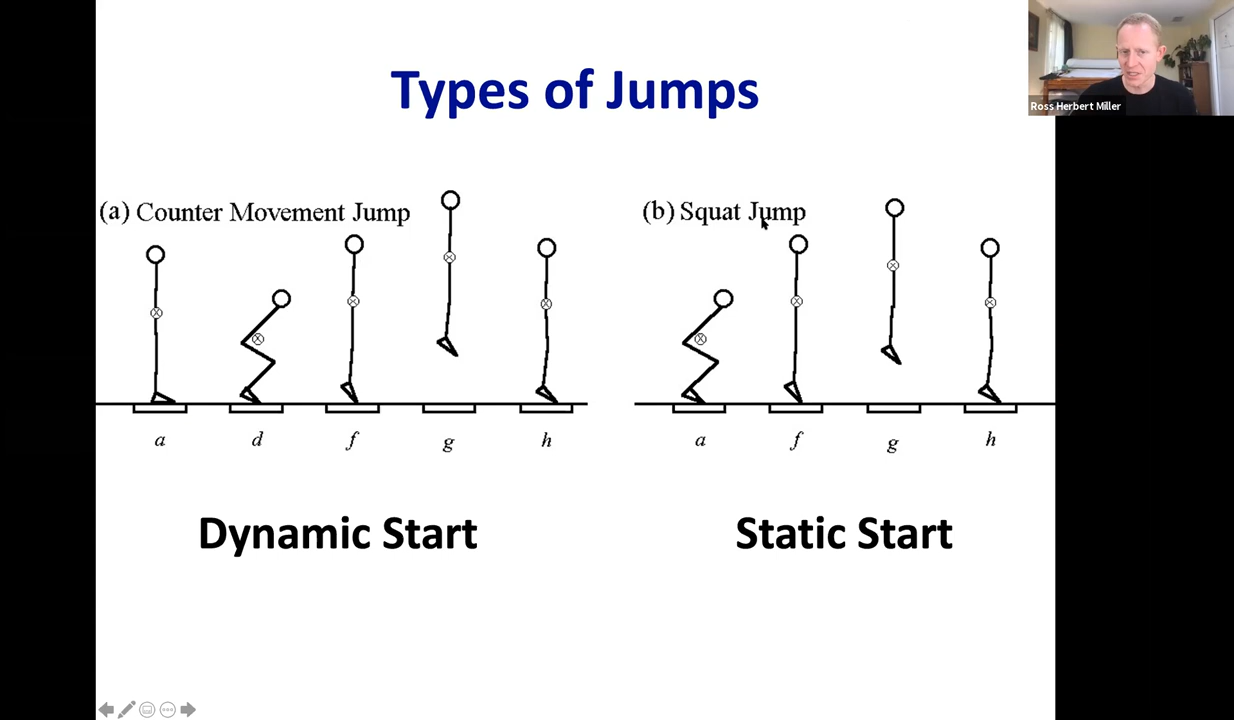 Types of Jumps
Ross Herbert Miller
(a) Counter Movement Jump
(b) Squat Jump
a d f g h
a f g h
Dynamic Start
Static Start